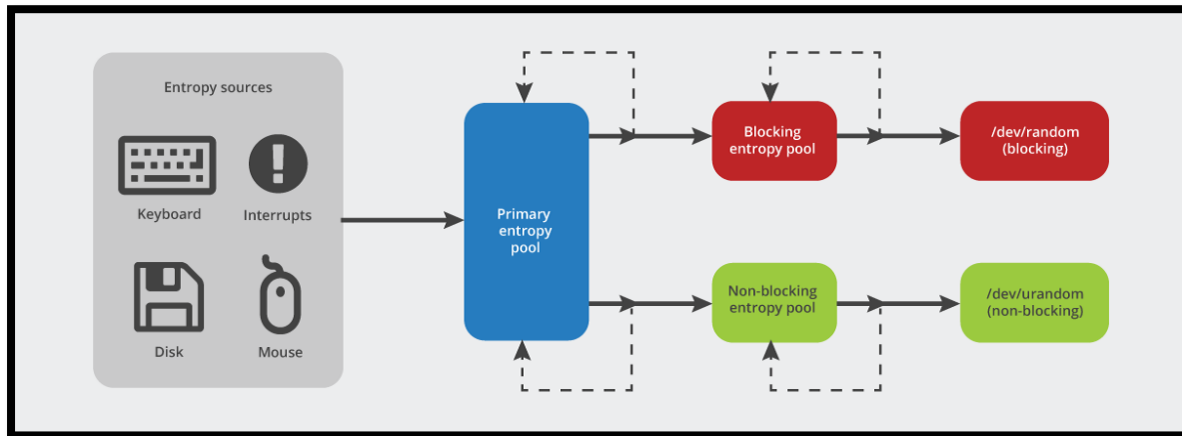 Entropy sources
Keyboard
Interrupts
Disk
Mouse
Primary
entropy
pool
Blocking
entropy pool
/dev/random
(blocking)
Non-blocking
entropy pool
/dev/urandom
(non-blocking)